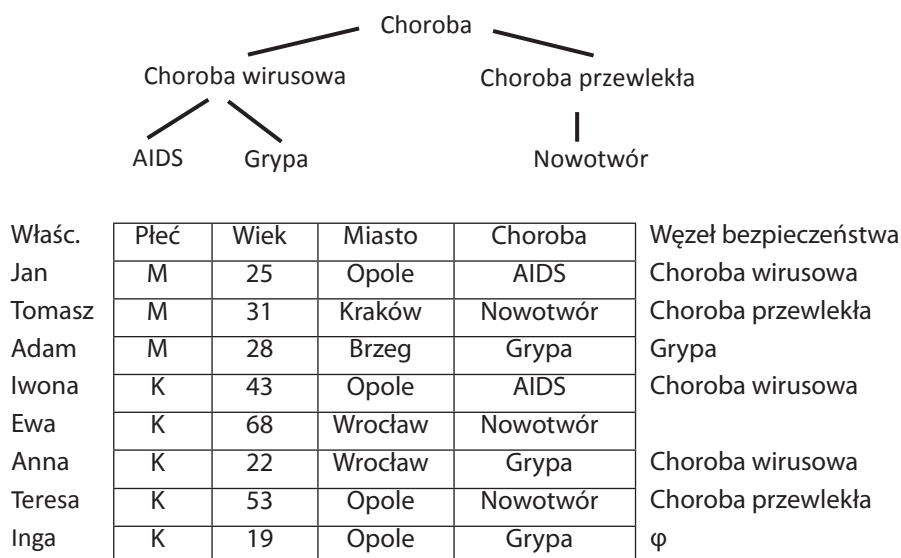 Choroba
Choroba wirusowa Choroba przewlekła
AIDS Grypa Nowotwór
Właśc. Płeć Wiek Miasto Choroba Węzeł bezpieczeństwa
Jan M 25 Opole AIDS Choroba wirusowa
Tomasz M 31 Kraków Nowotwór Choroba przewlekła
Adam M 28 Brzeg Grypa Grypa
Iwona K 43 Opole AIDS Choroba wirusowa
Ewa K 68 Wrocław Nowotwór
Anna K 22 Wrocław Grypa Choroba wirusowa
Teresa K 53 Opole Nowotwór Choroba przewlekła
Inga K 19 Opole Grypa φ